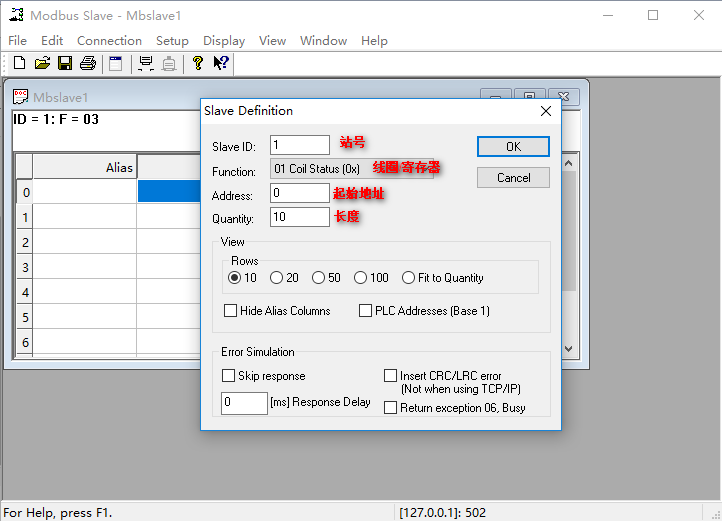 Modbus Slave - Mbslave1
File Edit Connection Setup Display View Window Help
Mbslave1
ID = 1: F = 03
Alias
0
1
2
3
4
5
6
Slave Definition
Slave ID: 1 站号
OK
Function: 01 Coil Status (0x) 线圈寄存器
Cancel
Address: 0 起始地址
Quantity: 10 长度
View
Rows
10 20 50 100 Fit to Quantity
Hide Alias Columns PLC Addresses (Base 1)
Error Simulation
Skip response
Insert CRC/LRC error
(Not when using TCP/IP)
0 [ms] Response Delay
Return exception 06, Busy
For Help, press F1. [127.0.0.1]: 502